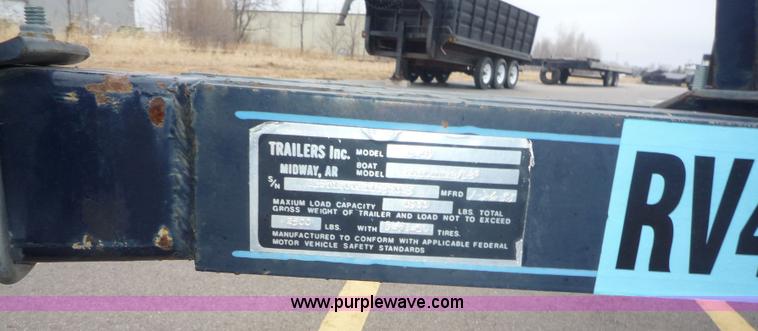 TRAILERS Inc. MODEL
MIDWAY, AR BOAT MODEL
S/N MFRD
MAXIUM LOAD CAPACITY LBS. TOTAL
GROSS WEIGHT OF TRAILER AND LOAD NOT TO EXCEED
LBS. WITH TIRES.
MANUFACTURED TO CONFORM WITH APPLICABLE FEDERAL
MOTOR VEHICLE SAFETY STANDARDS
RV4
www.purplewave.com